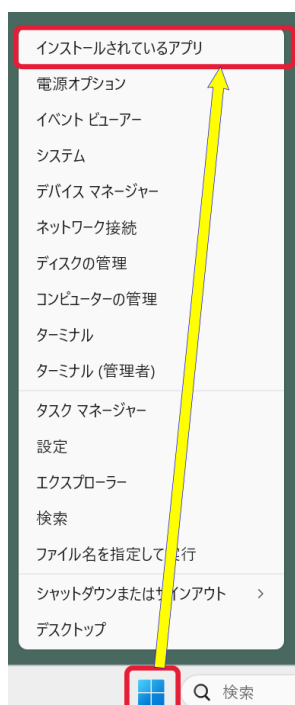 インストールされているアプリ
電源オプション
イベント ビューアー
システム
デバイス マネージャー
ネットワーク接続
ディスクの管理
コンピューターの管理
ターミナル
ターミナル (管理者)
タスク マネージャー
設定
エクスプローラー
検索
ファイル名を指定して実行
シャットダウンまたはサインアウト
デスクトップ
検索